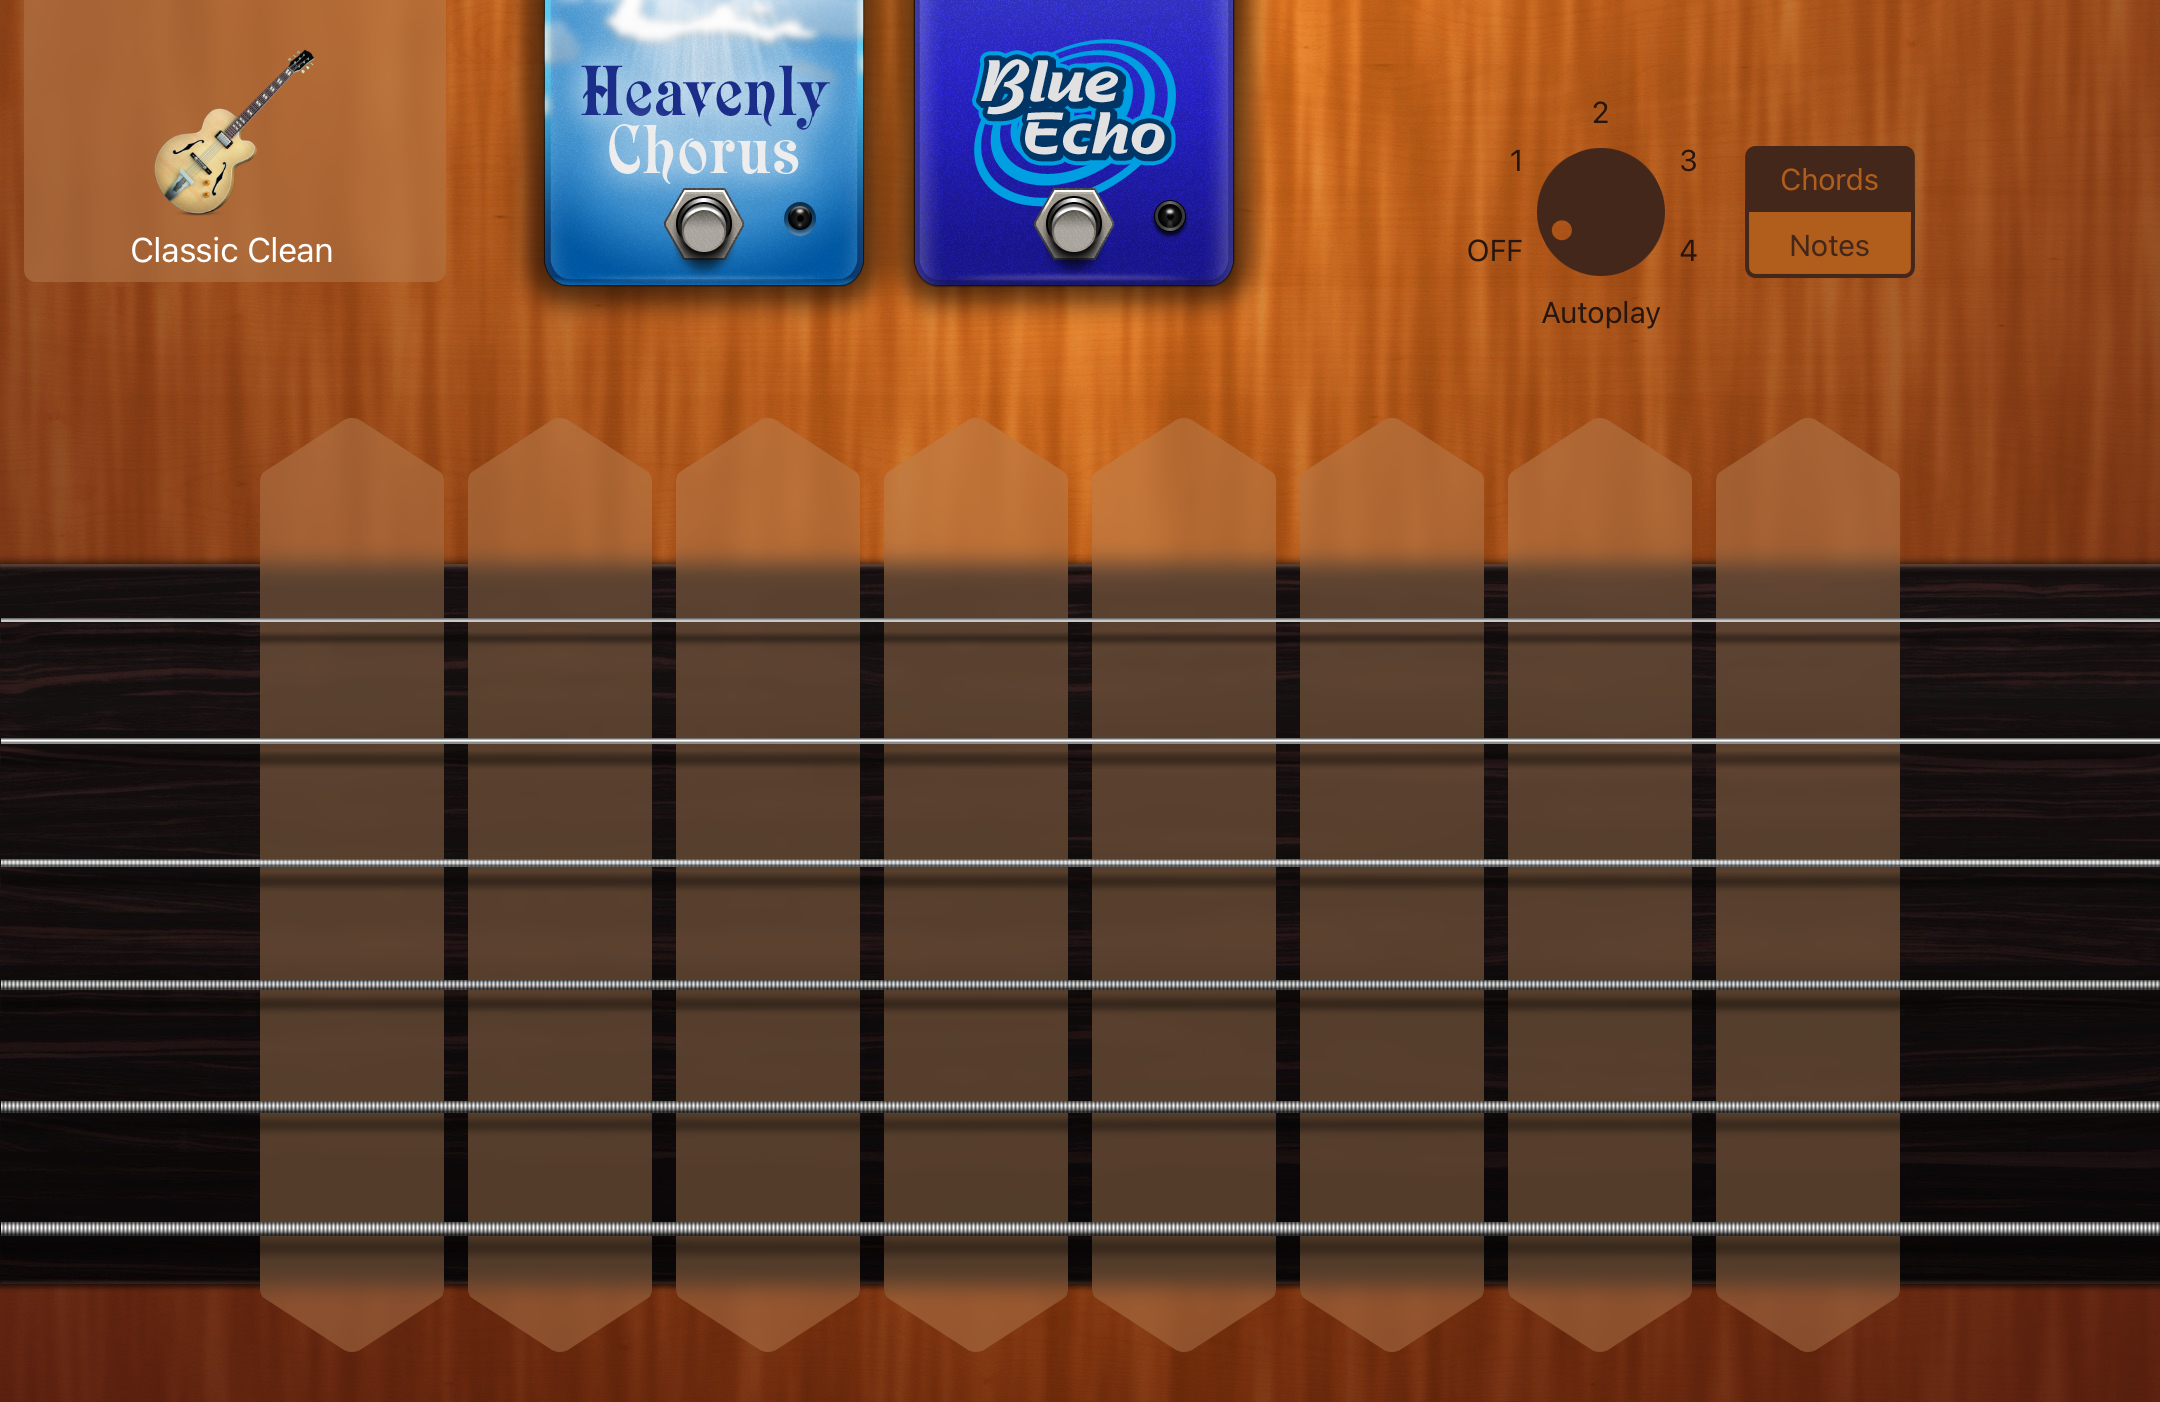 Classic Clean
Heavenly
Chorus
Blue
Echo
1
2
3
4
OFF
Autoplay
Chords
Notes